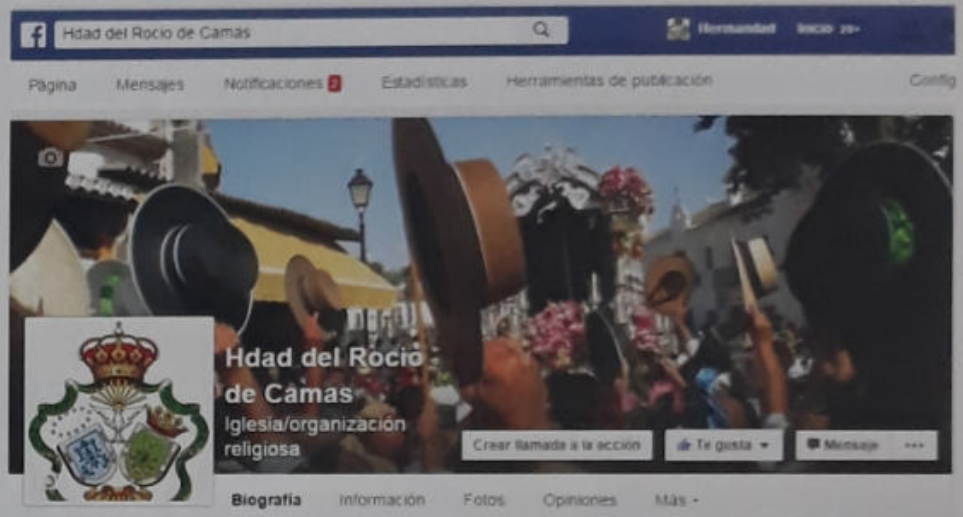 f Hdad del Rocio de Camas Hermandad Inicio 20+
Página Mensajes Notificaciones 2 Estadísticas Herramientas de publicación Config
Hdad del Rocio
de Camas
Iglesia/organización
religiosa
Crear llamada a la acción Te gusta Mensaje ...
Biografía Información Fotos Opiniones Más